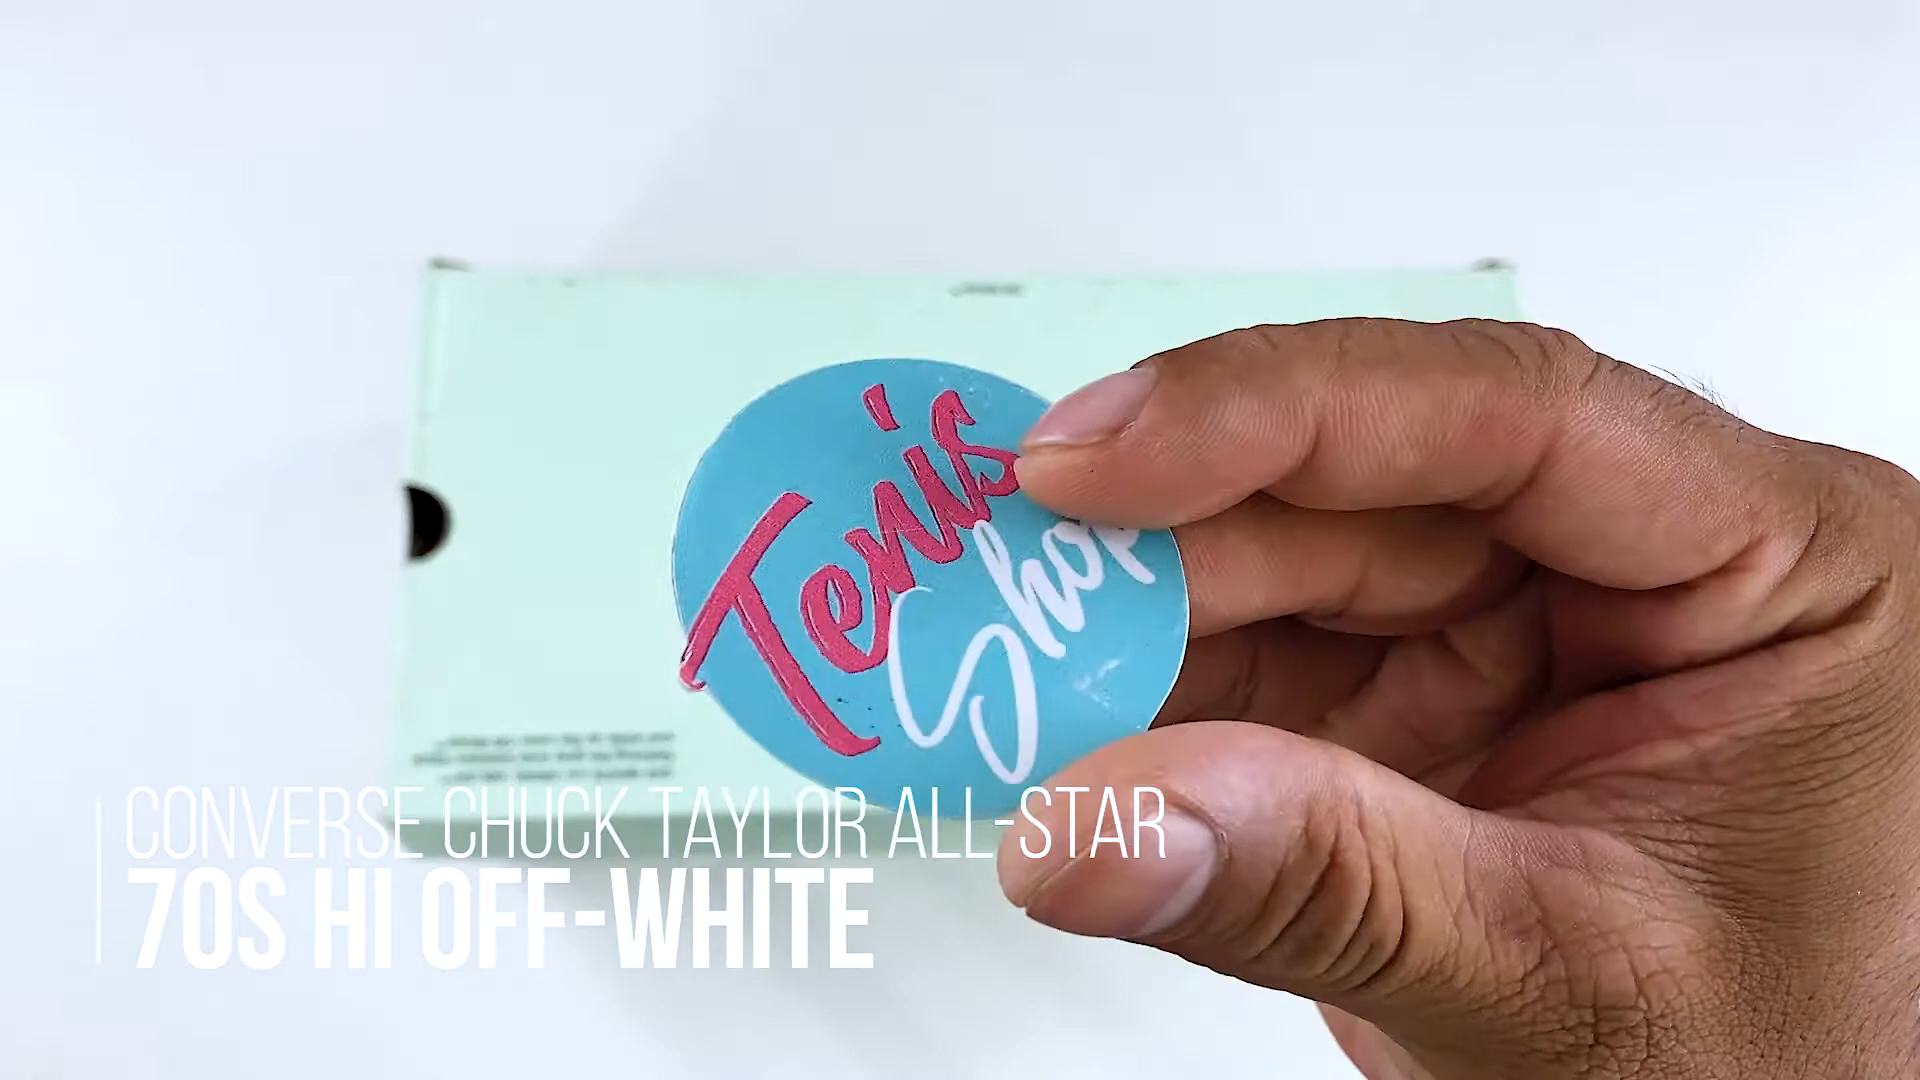 Tenis
Shop
CONVERSE CHUCK TAYLOR ALL-STAR
70S HI OFF-WHITE